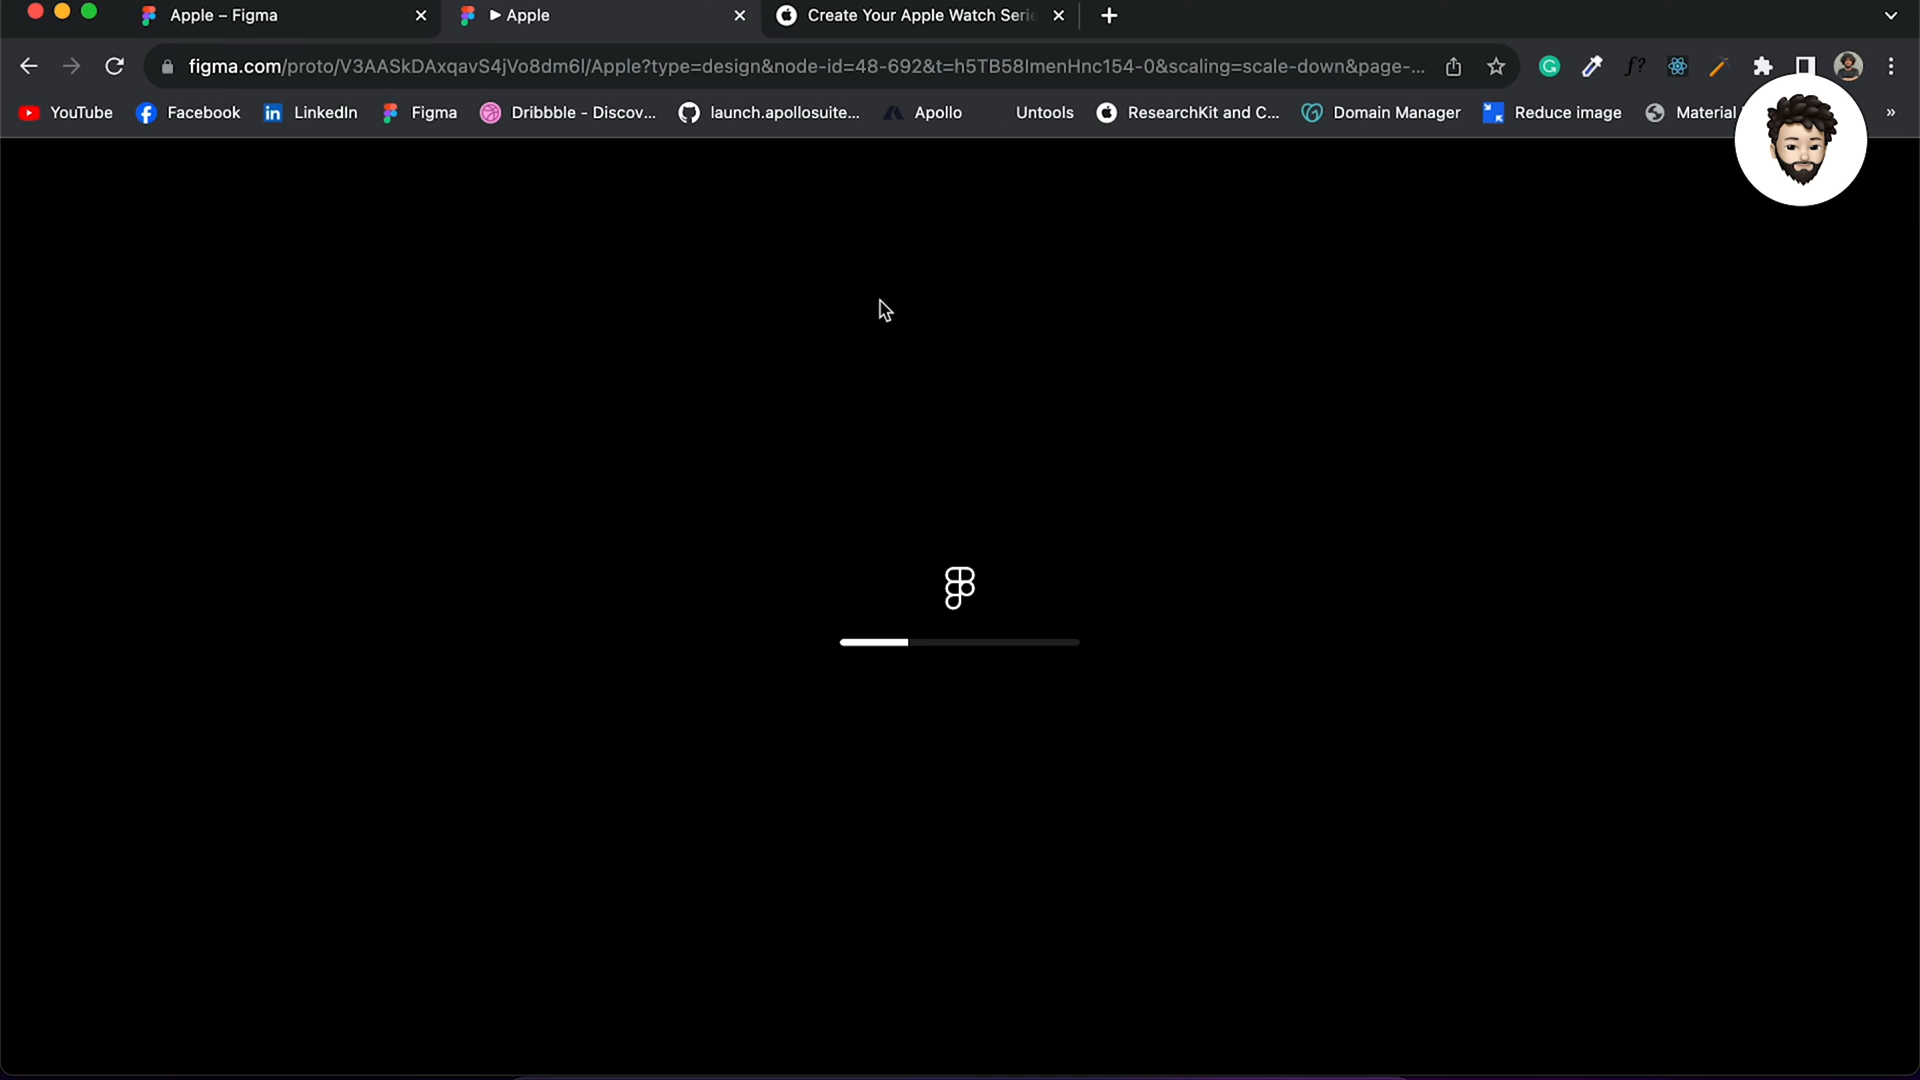 Apple – Figma
Apple
Create Your Apple Watch Serie
figma.com/proto/V3AASkDAxqavS4jVo8dm6l/Apple?type=design&node-id=48-692&t=h5TB58ImenHnc154-0&scaling=scale-down&page-...
f?
YouTube
Facebook
LinkedIn
Figma
Dribbble - Discov...
launch.apollosuite...
Apollo
Untools
ResearchKit and C...
Domain Manager
Reduce image
Material
»